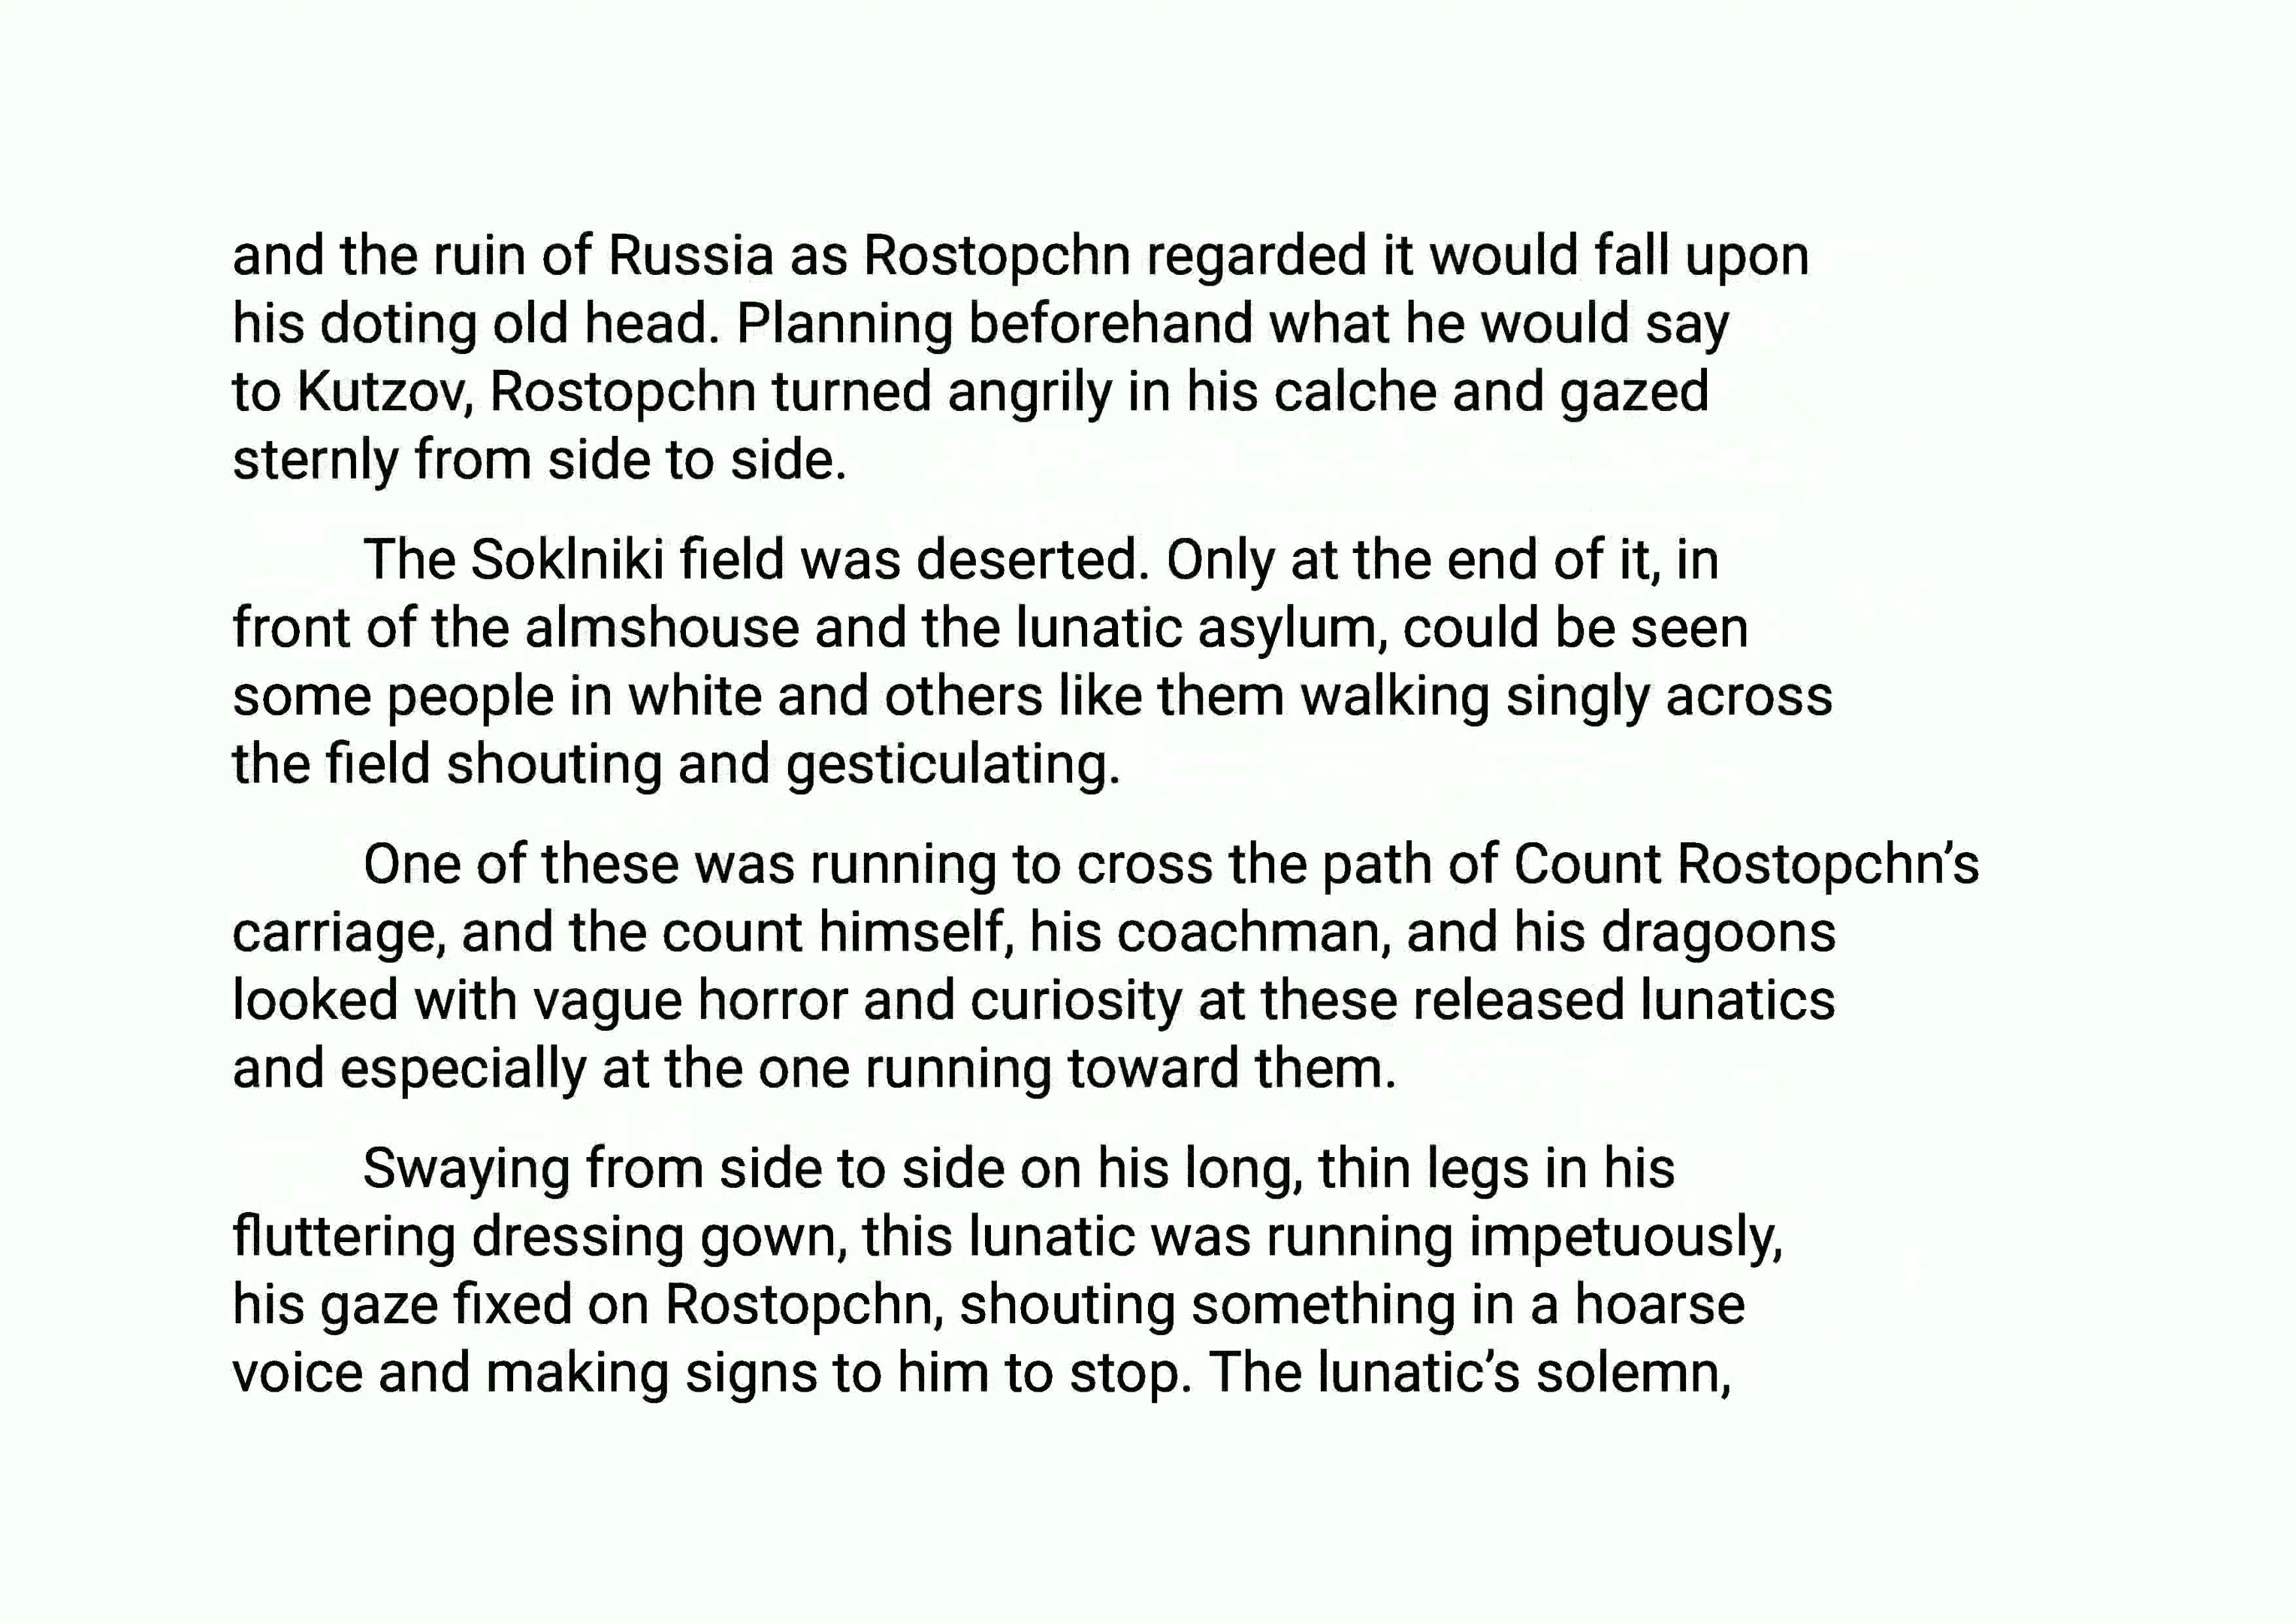 and the ruin of Russia as Rostopchn regarded it would fall upon
his doting old head. Planning beforehand what he would say
to Kutzov, Rostopchn turned angrily in his calche and gazed
sternly from side to side.
The Soklniki field was deserted. Only at the end of it, in
front of the almshouse and the lunatic asylum, could be seen
some people in white and others like them walking singly across
the field shouting and gesticulating.
One of these was running to cross the path of Count Rostopchn’s
carriage, and the count himself, his coachman, and his dragoons
looked with vague horror and curiosity at these released lunatics
and especially at the one running toward them.
Swaying from side to side on his long, thin legs in his
fluttering dressing gown, this lunatic was running impetuously,
his gaze fixed on Rostopchn, shouting something in a hoarse
voice and making signs to him to stop. The lunatic’s solemn,